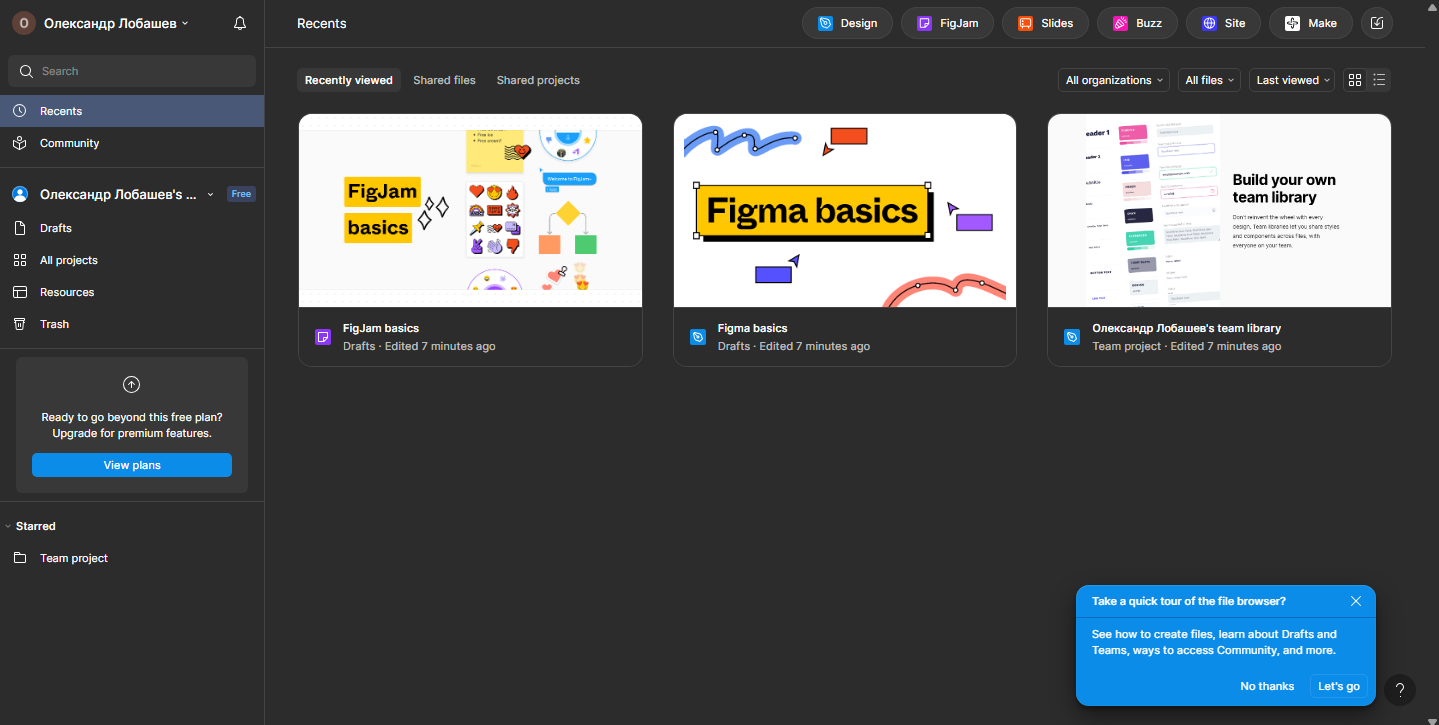 О Олександр Лобашев
Recents
Design
FigJam
Slides
Buzz
Site
Make
Search
Recents
Community
Олександр Лобашев's ...
Free
Drafts
All projects
Resources
Trash
Ready to go beyond this free plan?
Upgrade for premium features.
View plans
Starred
Team project
Recently viewed
Shared files
Shared projects
All organizations
All files
Last viewed
FigJam
basics
Welcome to FigJam~
FigJam basics
Drafts · Edited 7 minutes ago
Figma basics
Figma basics
Drafts · Edited 7 minutes ago
Build your own
team library
Don't reinvent the wheel with every
design. Team libraries let you share styles
and components across files, with
everyone on your team.
Олександр Лобашев's team library
Team project · Edited 7 minutes ago
Take a quick tour of the file browser?
See how to create files, learn about Drafts and
Teams, ways to access Community, and more.
No thanks
Let's go
?